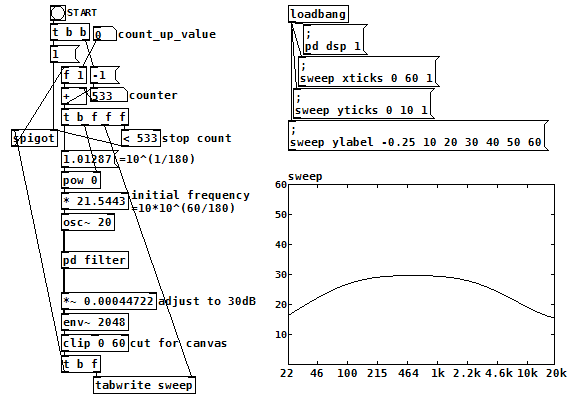 START
t b b
0
count_up_value
1
f 1
-1
+
533
counter
t b f f f
spigot
< 533
stop count
1.01287
=10^(1/180)
pow 0
* 21.5443
initial frequency
=10*10^(60/180)
osc~ 20
pd filter
*~ 0.00044722
adjust to 30dB
env~ 2048
clip 0 60
cut for canvas
t b f
tabwrite sweep
loadbang
;
pd dsp 1
;
sweep xticks 0 60 1
;
sweep yticks 0 10 1
;
sweep ylabel -0.25 10 20 30 40 50 60
sweep
60
50
40
30
20
10
22 46 100 215 464 1k 2.2k 4.6k 10k 20k